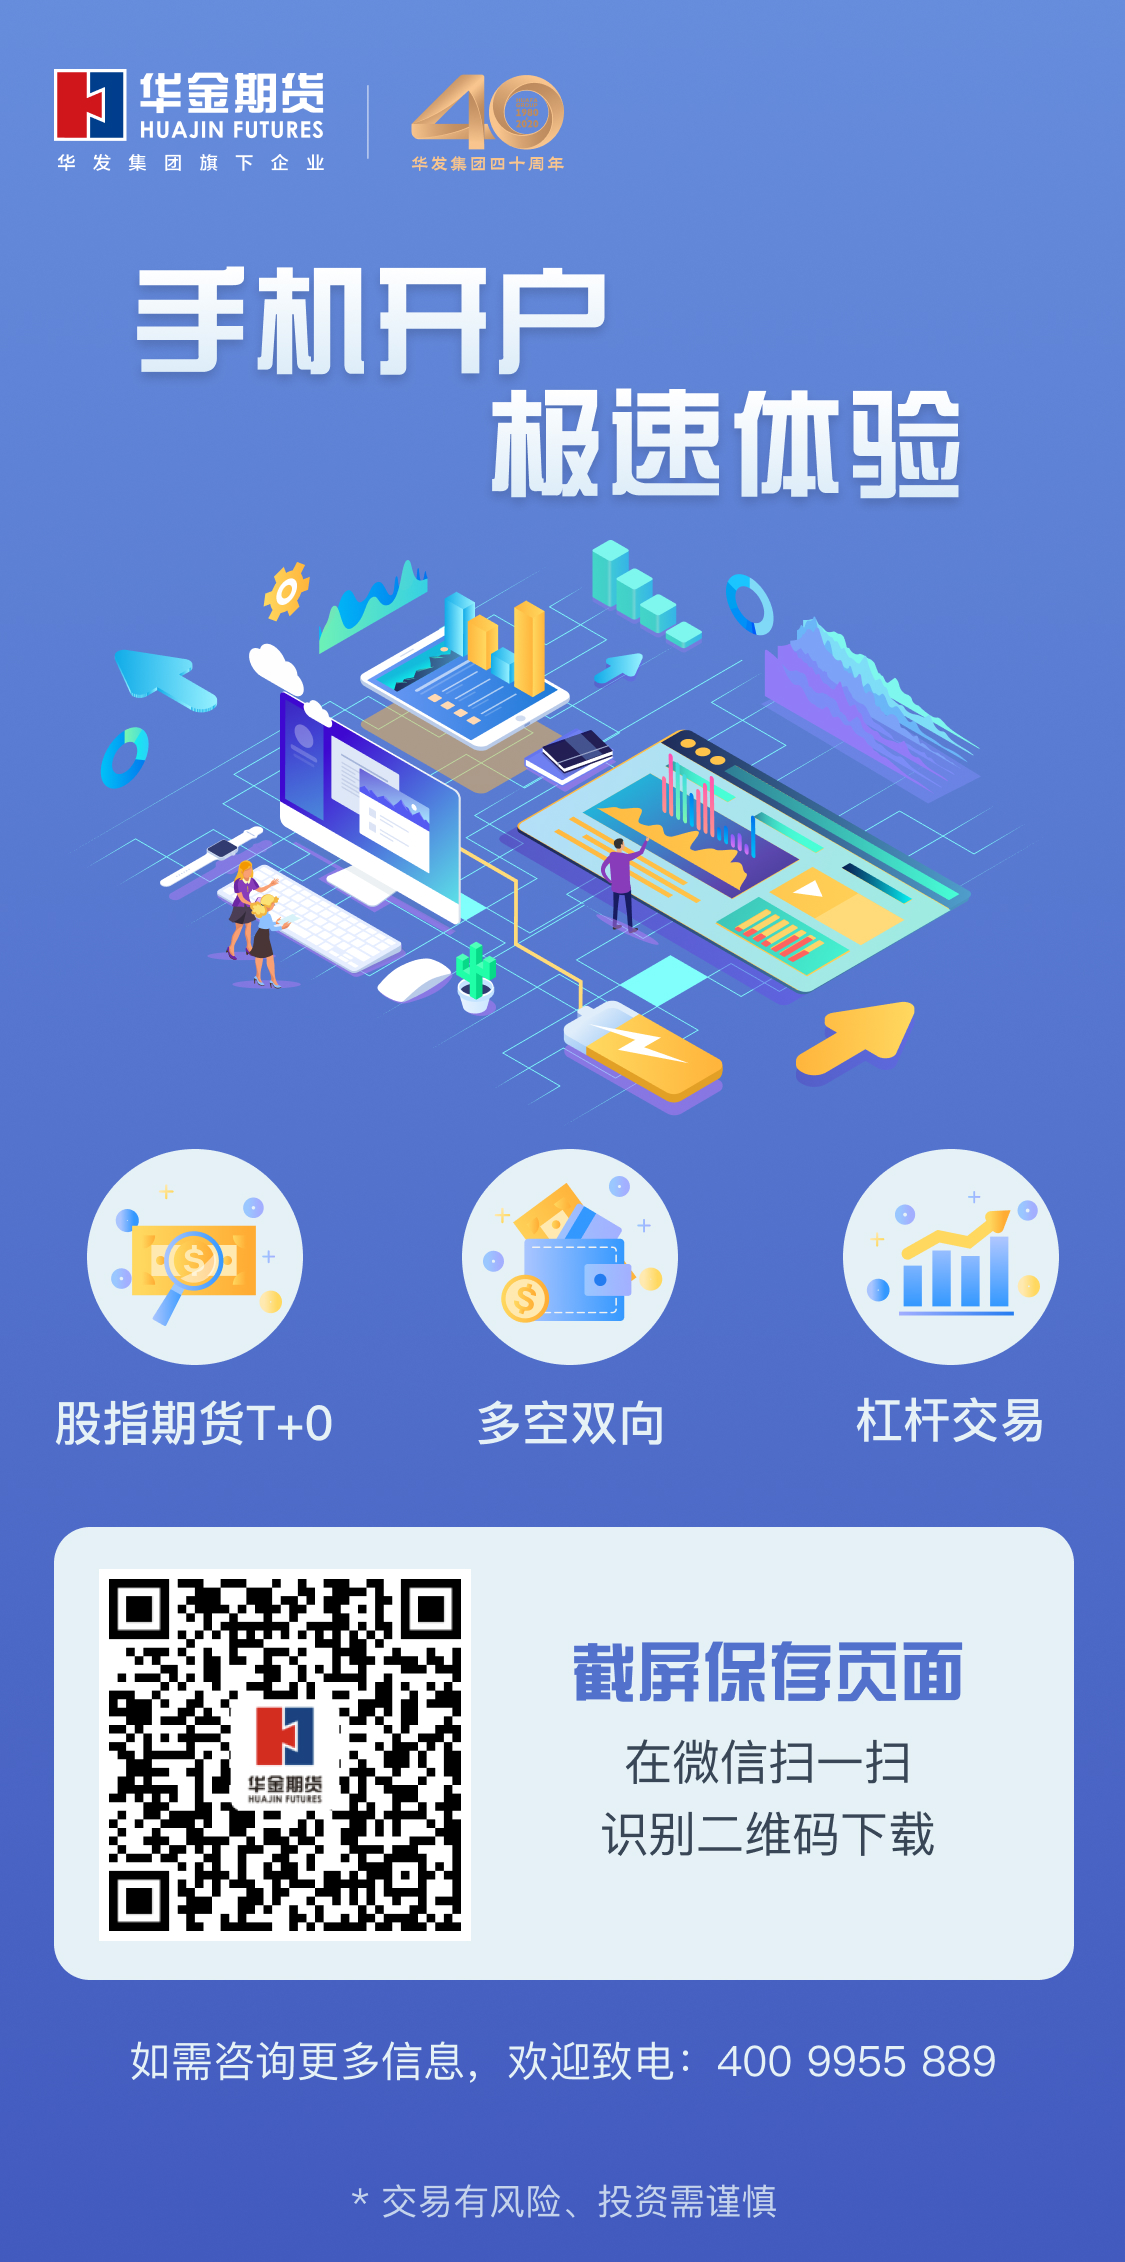 华金期货
HUAJIN FUTURES
华发集团旗下企业
1980
2020
华发集团四十周年
手机开户
极速体验
股指期货T+0
多空双向
杠杆交易
华金期货
HUAJIN FUTURES
截屏保存页面
在微信扫一扫
识别二维码下载
如需咨询更多信息，欢迎致电：400 9955 889
* 交易有风险、投资需谨慎